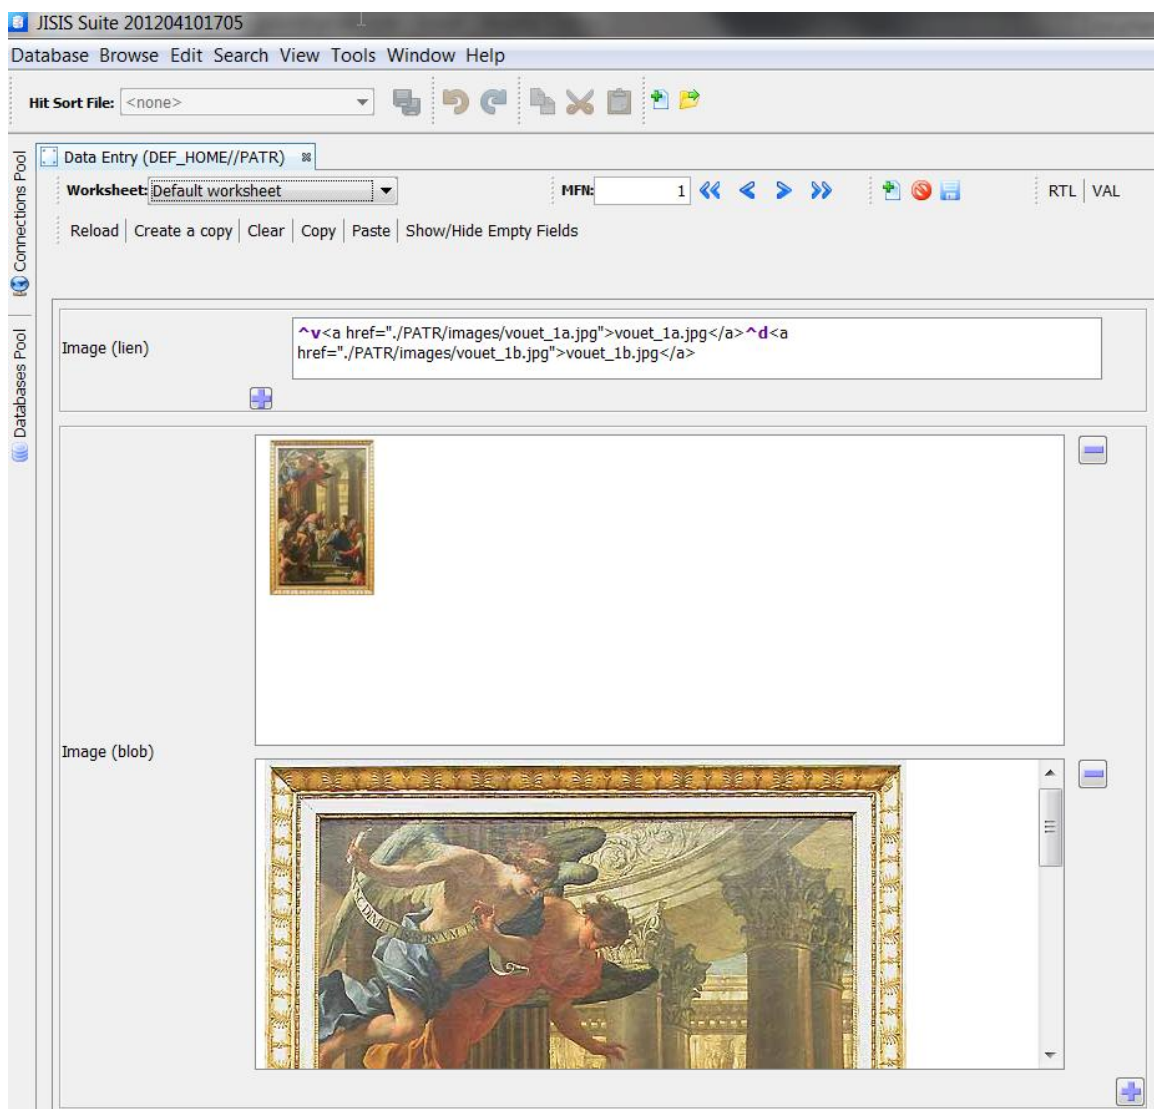 JISIS Suite 201204101705
Database Browse Edit Search View Tools Window Help
Hit Sort File: <none>
Data Entry (DEF_HOME//PATR)
Worksheet: Default worksheet MFN: 1 RTL VAL
Reload Create a copy Clear Copy Paste Show/Hide Empty Fields
Connections Pool
Databases Pool
Image (lien)
^v<a href="./PATR/images/vouet_1a.jpg">vouet_1a.jpg</a>^d<a
href="./PATR/images/vouet_1b.jpg">vouet_1b.jpg</a>
Image (blob)